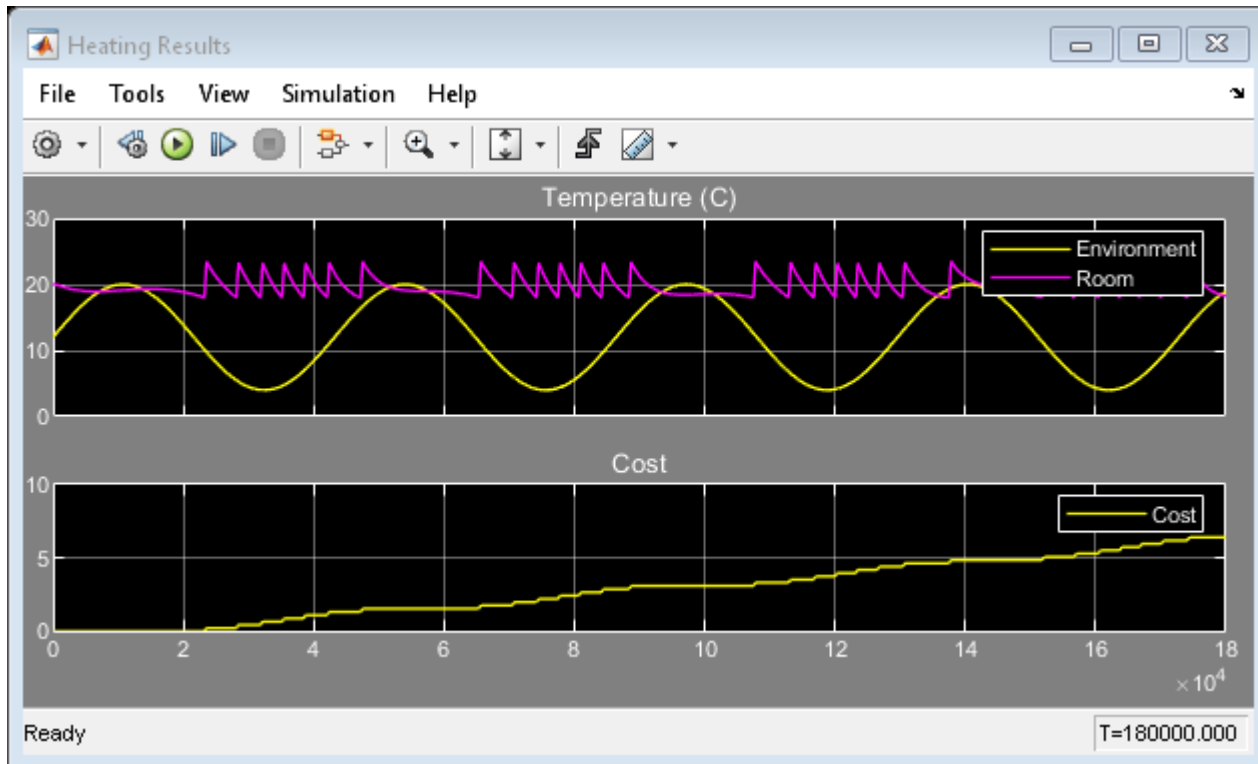 Heating Results
File Tools View Simulation Help
Temperature (C)
30
20
10
0
Environment
Room
Cost
10
5
0
Cost
0 2 4 6 8 10 12 14 16 18
×10⁴
Ready T=180000.000